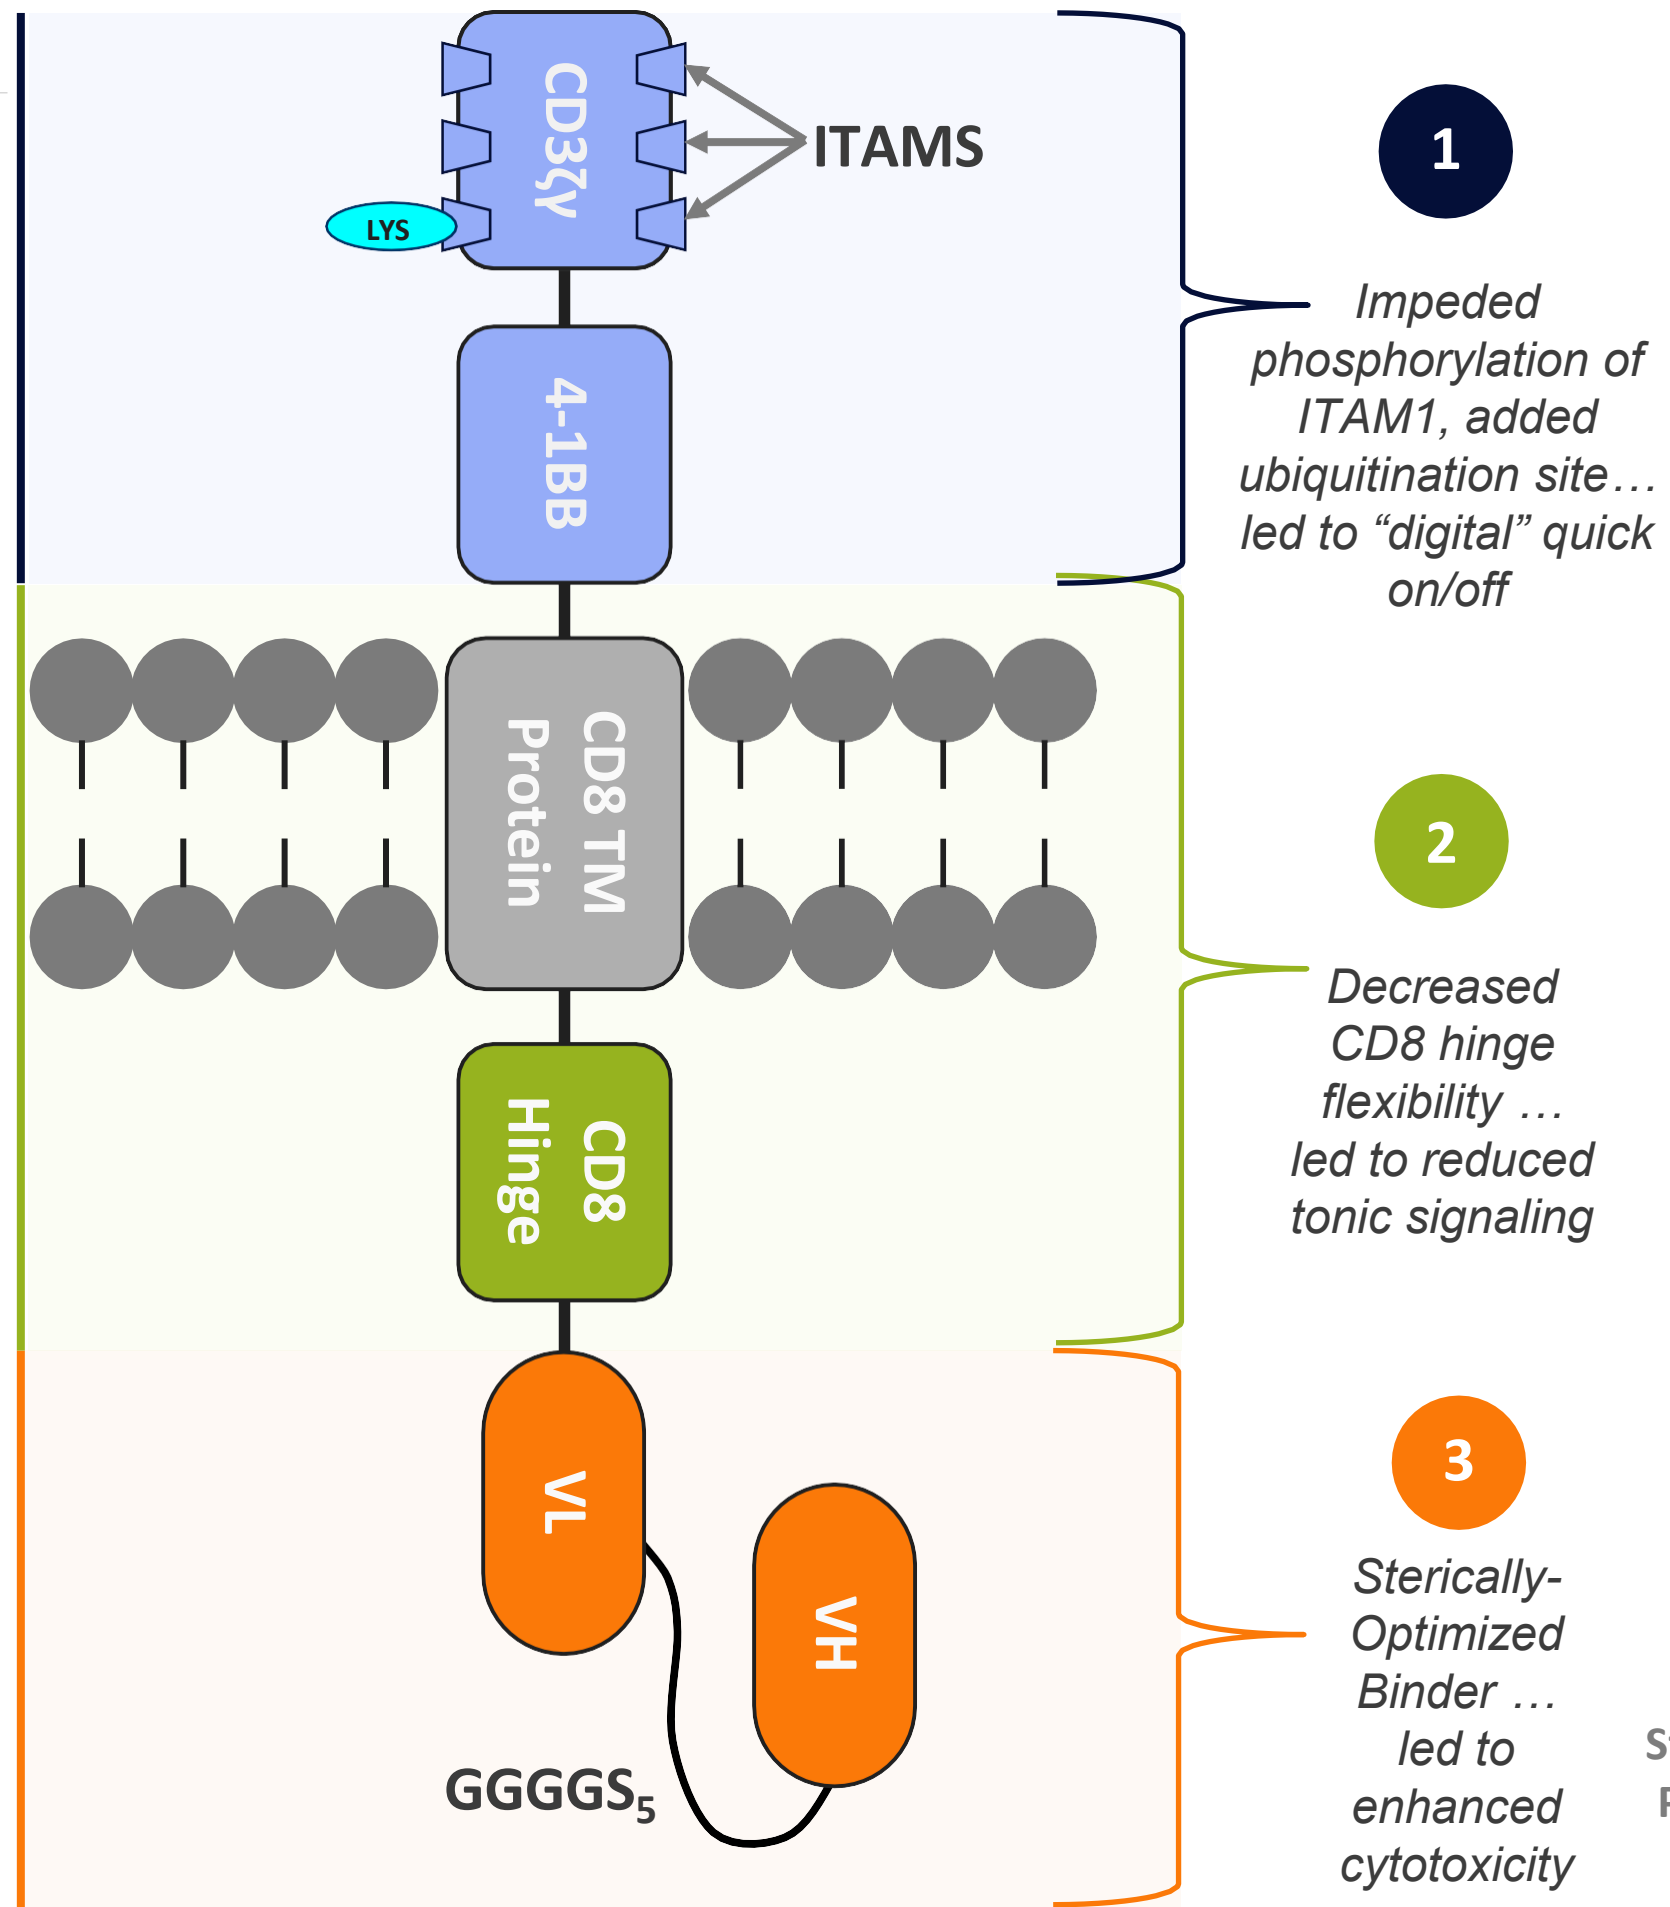 CD3ζγ
ITAMS
LYS
4-1BB
1
Impeded
phosphorylation of
ITAM1, added
ubiquitination site…
led to “digital” quick
on/off
CD8 TM
Protein
2
Decreased
CD8 hinge
flexibility …
led to reduced
tonic signaling
CD8
Hinge
VL
VH
GGGGS5
3
Sterically-
Optimized
Binder …
led to
enhanced
cytotoxicity